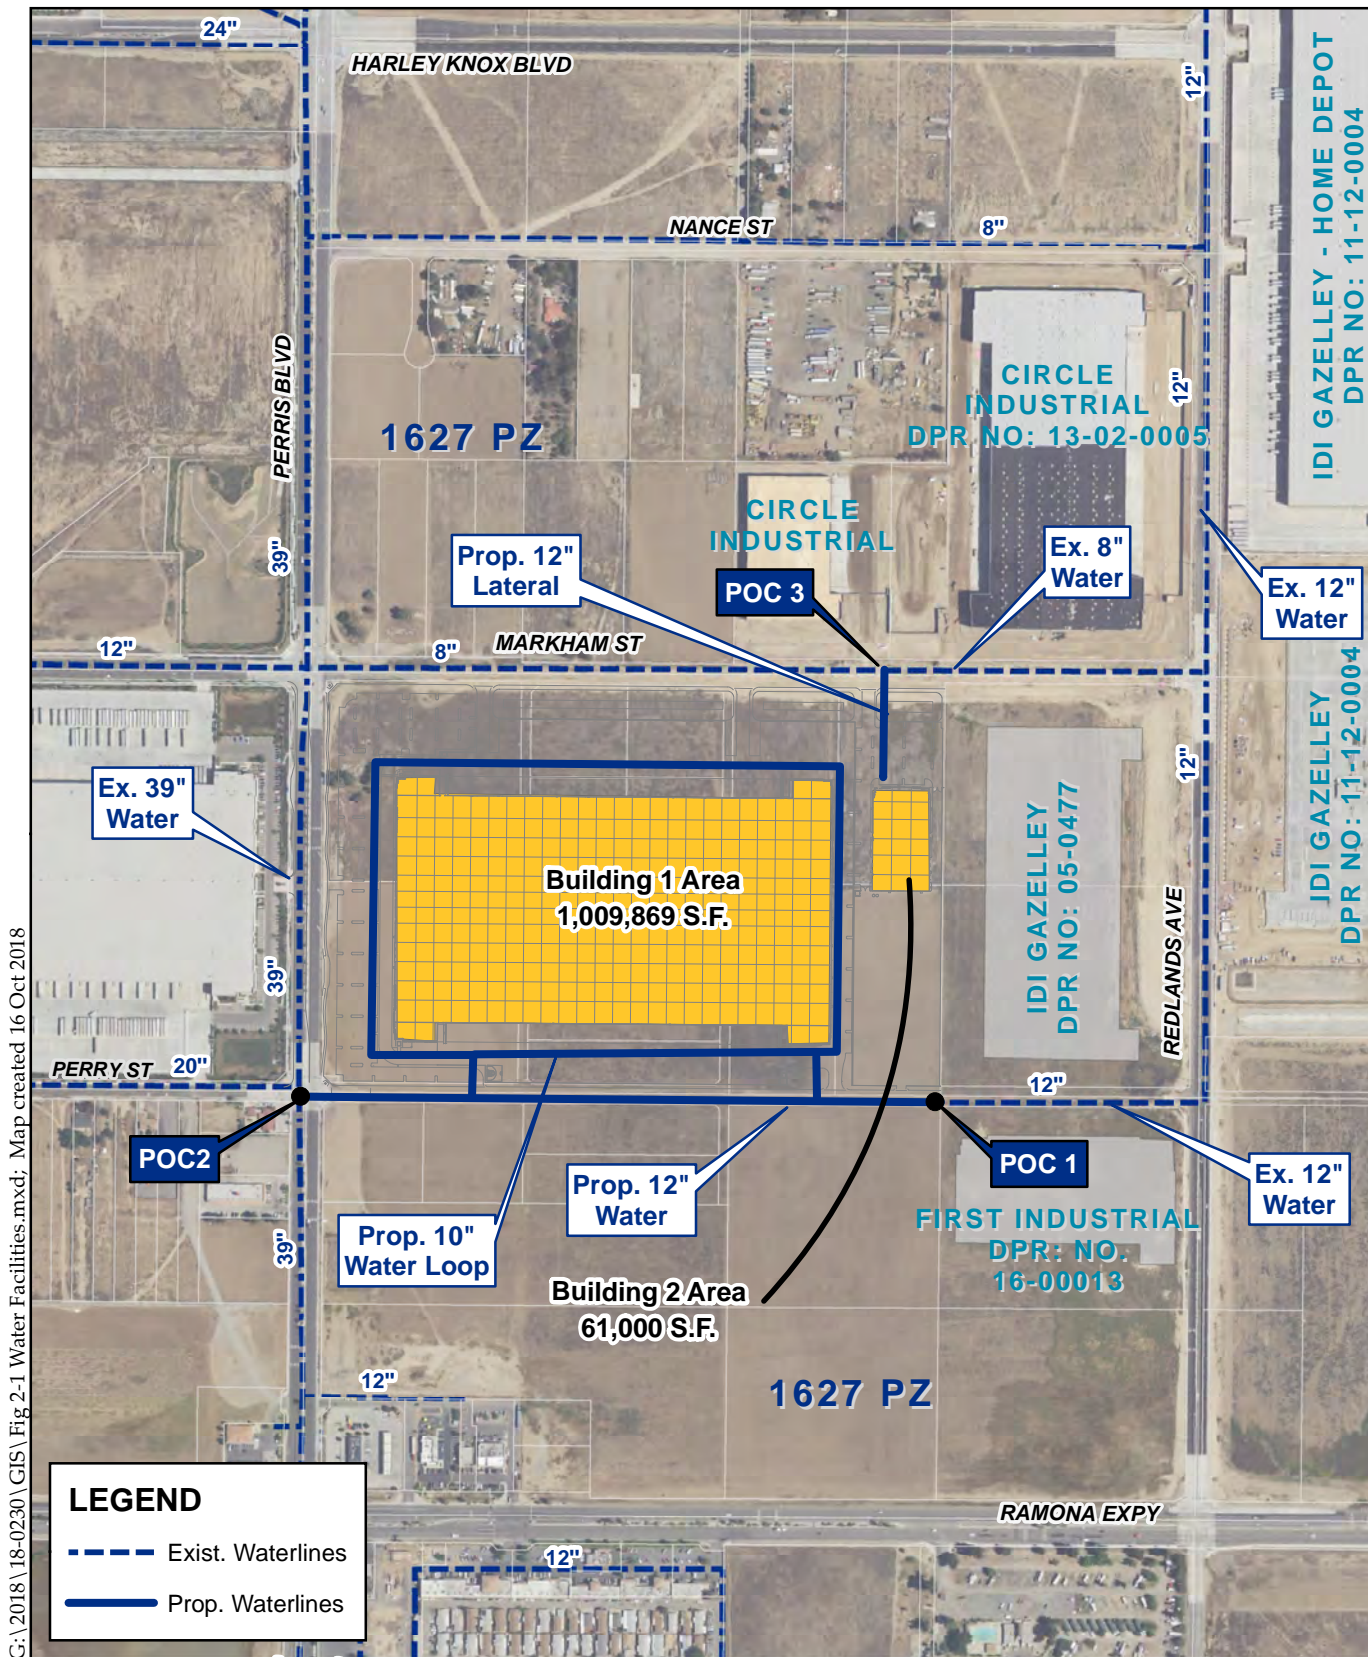 24"
HARLEY KNOX BLVD
12"
IDI GAZELLEY - HOME DEPOT
DPR NO: 11-12-0004
NANCE ST
8"
PERRIS BLVD
1627 PZ
CIRCLE
INDUSTRIAL
DPR NO: 13-02-0005
12"
CIRCLE
INDUSTRIAL
39"
Prop. 12"
Lateral
POC 3
Ex. 8"
Water
Ex. 12"
Water
12"
8"
MARKHAM ST
IDI GAZELLEY
DPR NO: 11-12-0004
12"
Ex. 39"
Water
Building 1 Area
1,009,869 S.F.
IDI GAZELLEY
DPR NO: 05-0477
REDLANDS AVE
39"
PERRY ST
20"
12"
POC2
POC 1
Prop. 12"
Water
Ex. 12"
Water
Prop. 10"
Water Loop
39"
FIRST INDUSTRIAL
DPR: NO.
16-00013
Building 2 Area
61,000 S.F.
12"
1627 PZ
RAMONA EXPY
12"
LEGEND
Exist. Waterlines
Prop. Waterlines
G:\2018\18-0230\GIS\Fig 2-1 Water Facilities.mxd; Map created 16 Oct 2018